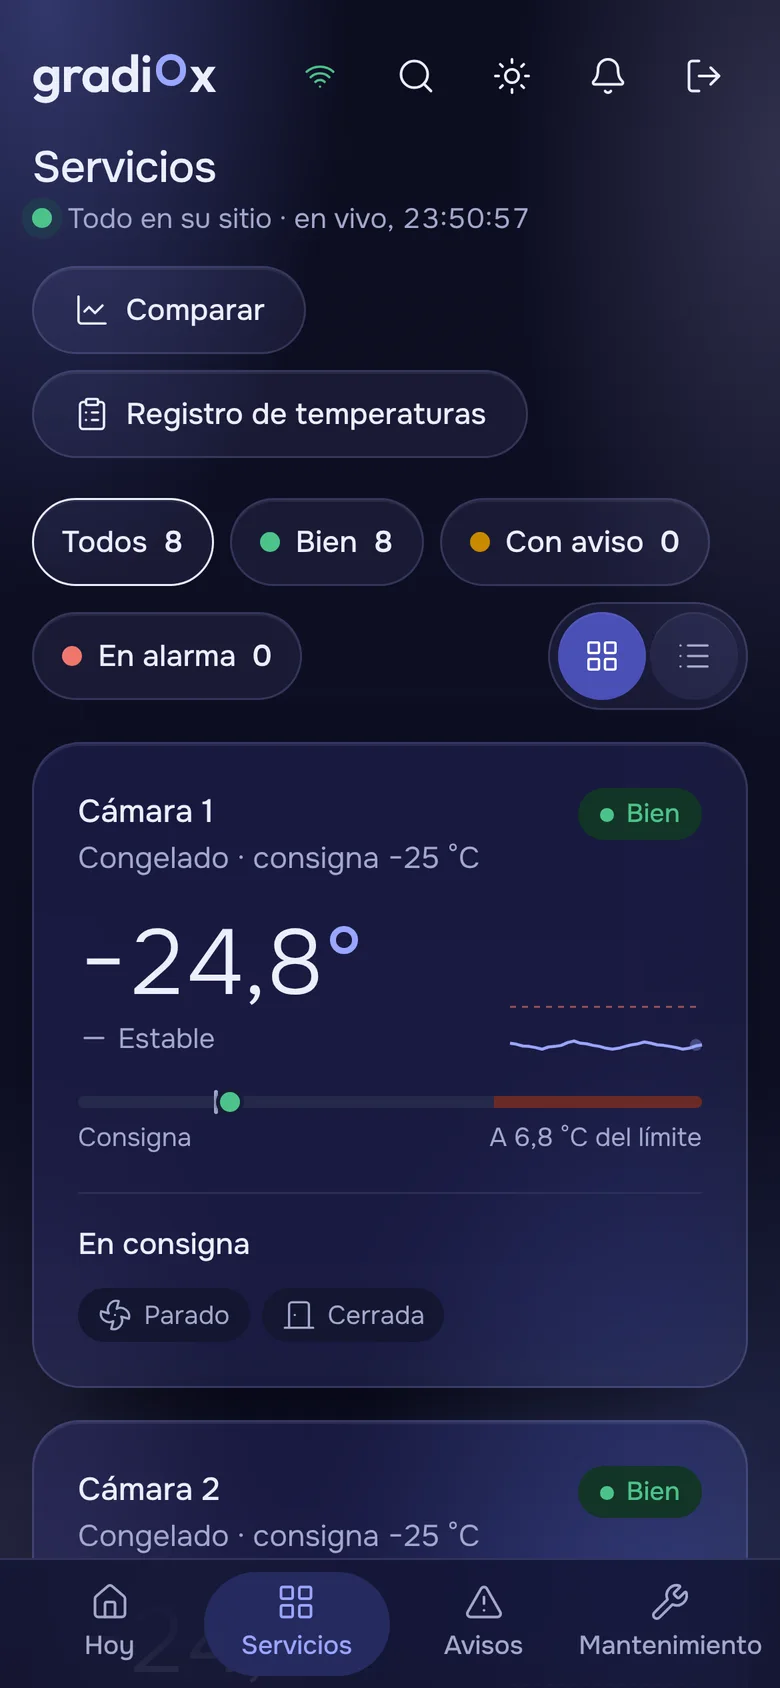 gradiOx
Servicios
Todo en su sitio · en vivo, 23:50:57
Comparar
Registro de temperaturas
Todos 8
Bien 8
Con aviso 0
En alarma 0
Cámara 1
Bien
Congelado · consigna −25 °C
−24,8°
— Estable
Consigna
A 6,8 °C del límite
En consigna
Parado
Cerrada
Cámara 2
Bien
Congelado · consigna −25 °C
Hoy
Servicios
Avisos
Mantenimiento